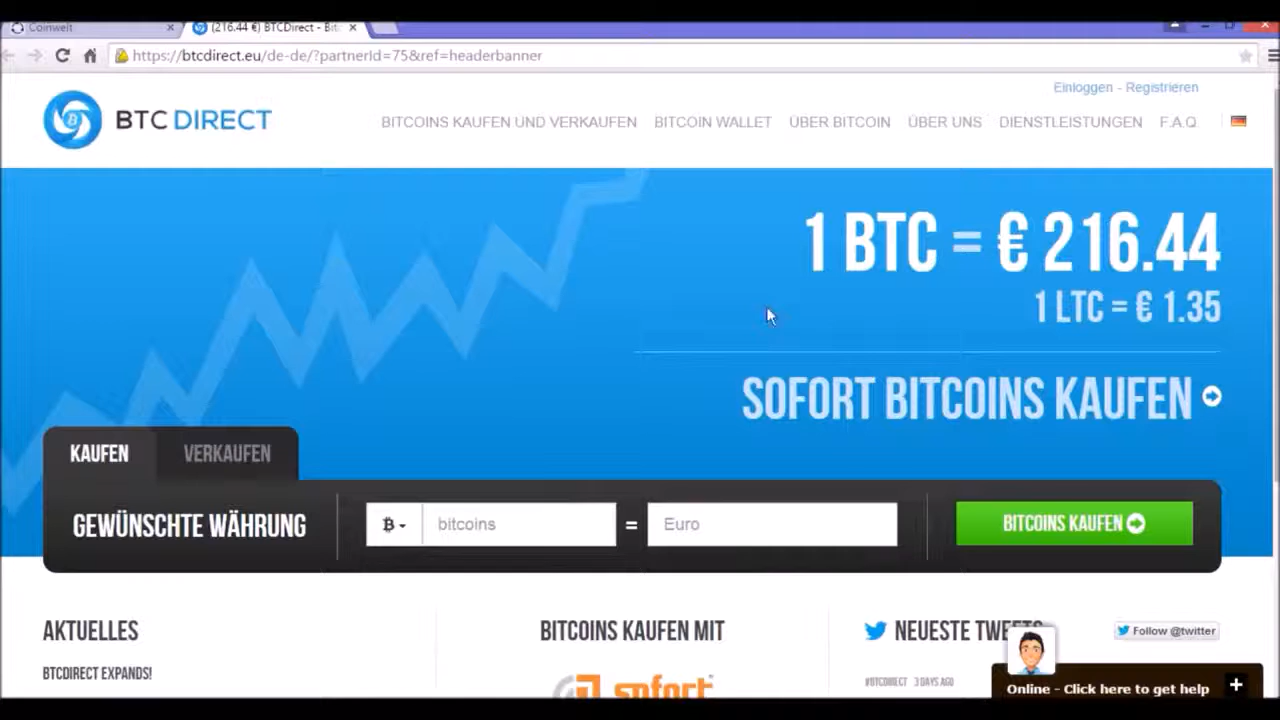 Coinwelt
(216.44 €) BTCDirect - Bit
https://btcdirect.eu/de-de/?partnerId=75&ref=headerbanner
Einloggen - Registrieren
BTC DIRECT
BITCOINS KAUFEN UND VERKAUFEN BITCOIN WALLET ÜBER BITCOIN ÜBER UNS DIENSTLEISTUNGEN F.A.Q.
1 BTC = € 216.44
1 LTC = € 1.35
SOFORT BITCOINS KAUFEN
KAUFEN VERKAUFEN
GEWÜNSCHTE WÄHRUNG
bitcoins = Euro
BITCOINS KAUFEN
AKTUELLES
BITCOINS KAUFEN MIT
NEUESTE TWEETS
Follow @twitter
BTCDIRECT EXPANDS!
sofort
#BTCDIRECT 3 DAYS AGO
Online - Click here to get help +